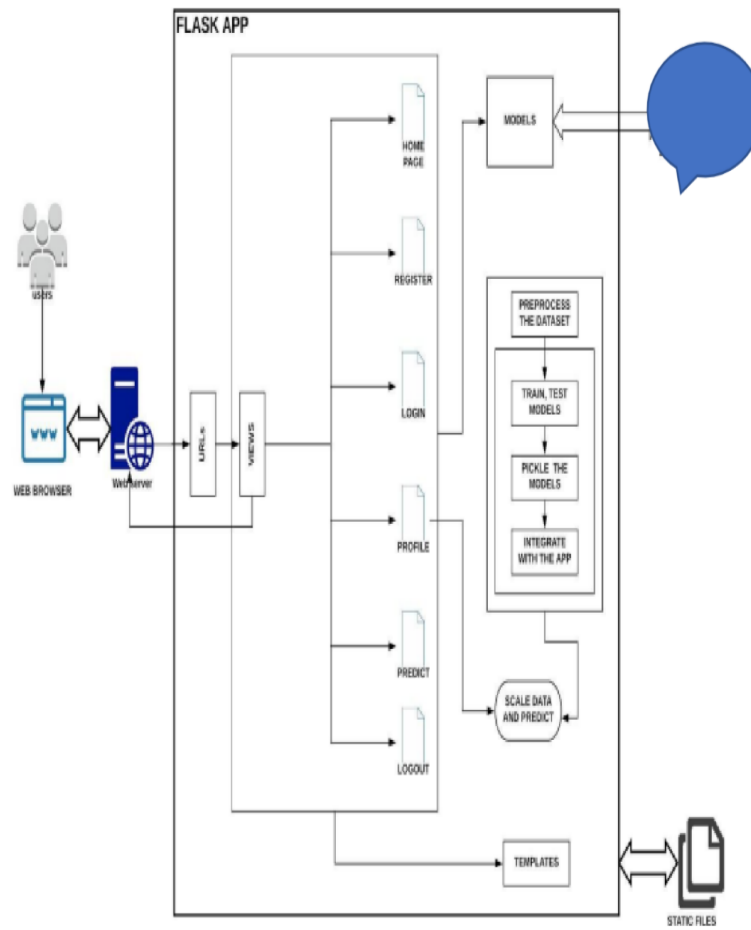 FLASK APP
HOME
PAGE
MODELS
users
REGISTER
PREPROCESS
THE DATASET
LOGIN
TRAIN, TEST
MODELS
WWW
URLs
VIEWS
WEB BROWSER
Web server
PICKLE THE
MODELS
PROFILE
INTEGRATE
WITH THE APP
PREDICT
SCALE DATA
AND PREDICT
LOGOUT
TEMPLATES
STATIC FILES